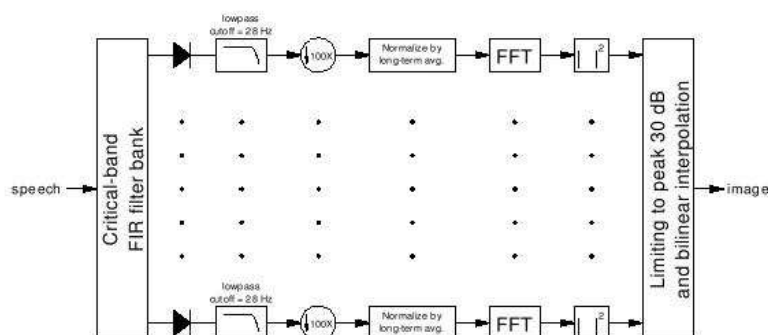 lowpass
cutoff = 28 Hz
100X
Normalize by
long-term avg.
FFT
| |²
speech
Critical-band
FIR filter bank
Limiting to peak 30 dB
and bilinear interpolation
image
lowpass
cutoff = 28 Hz
100X
Normalize by
long-term avg.
FFT
| |²